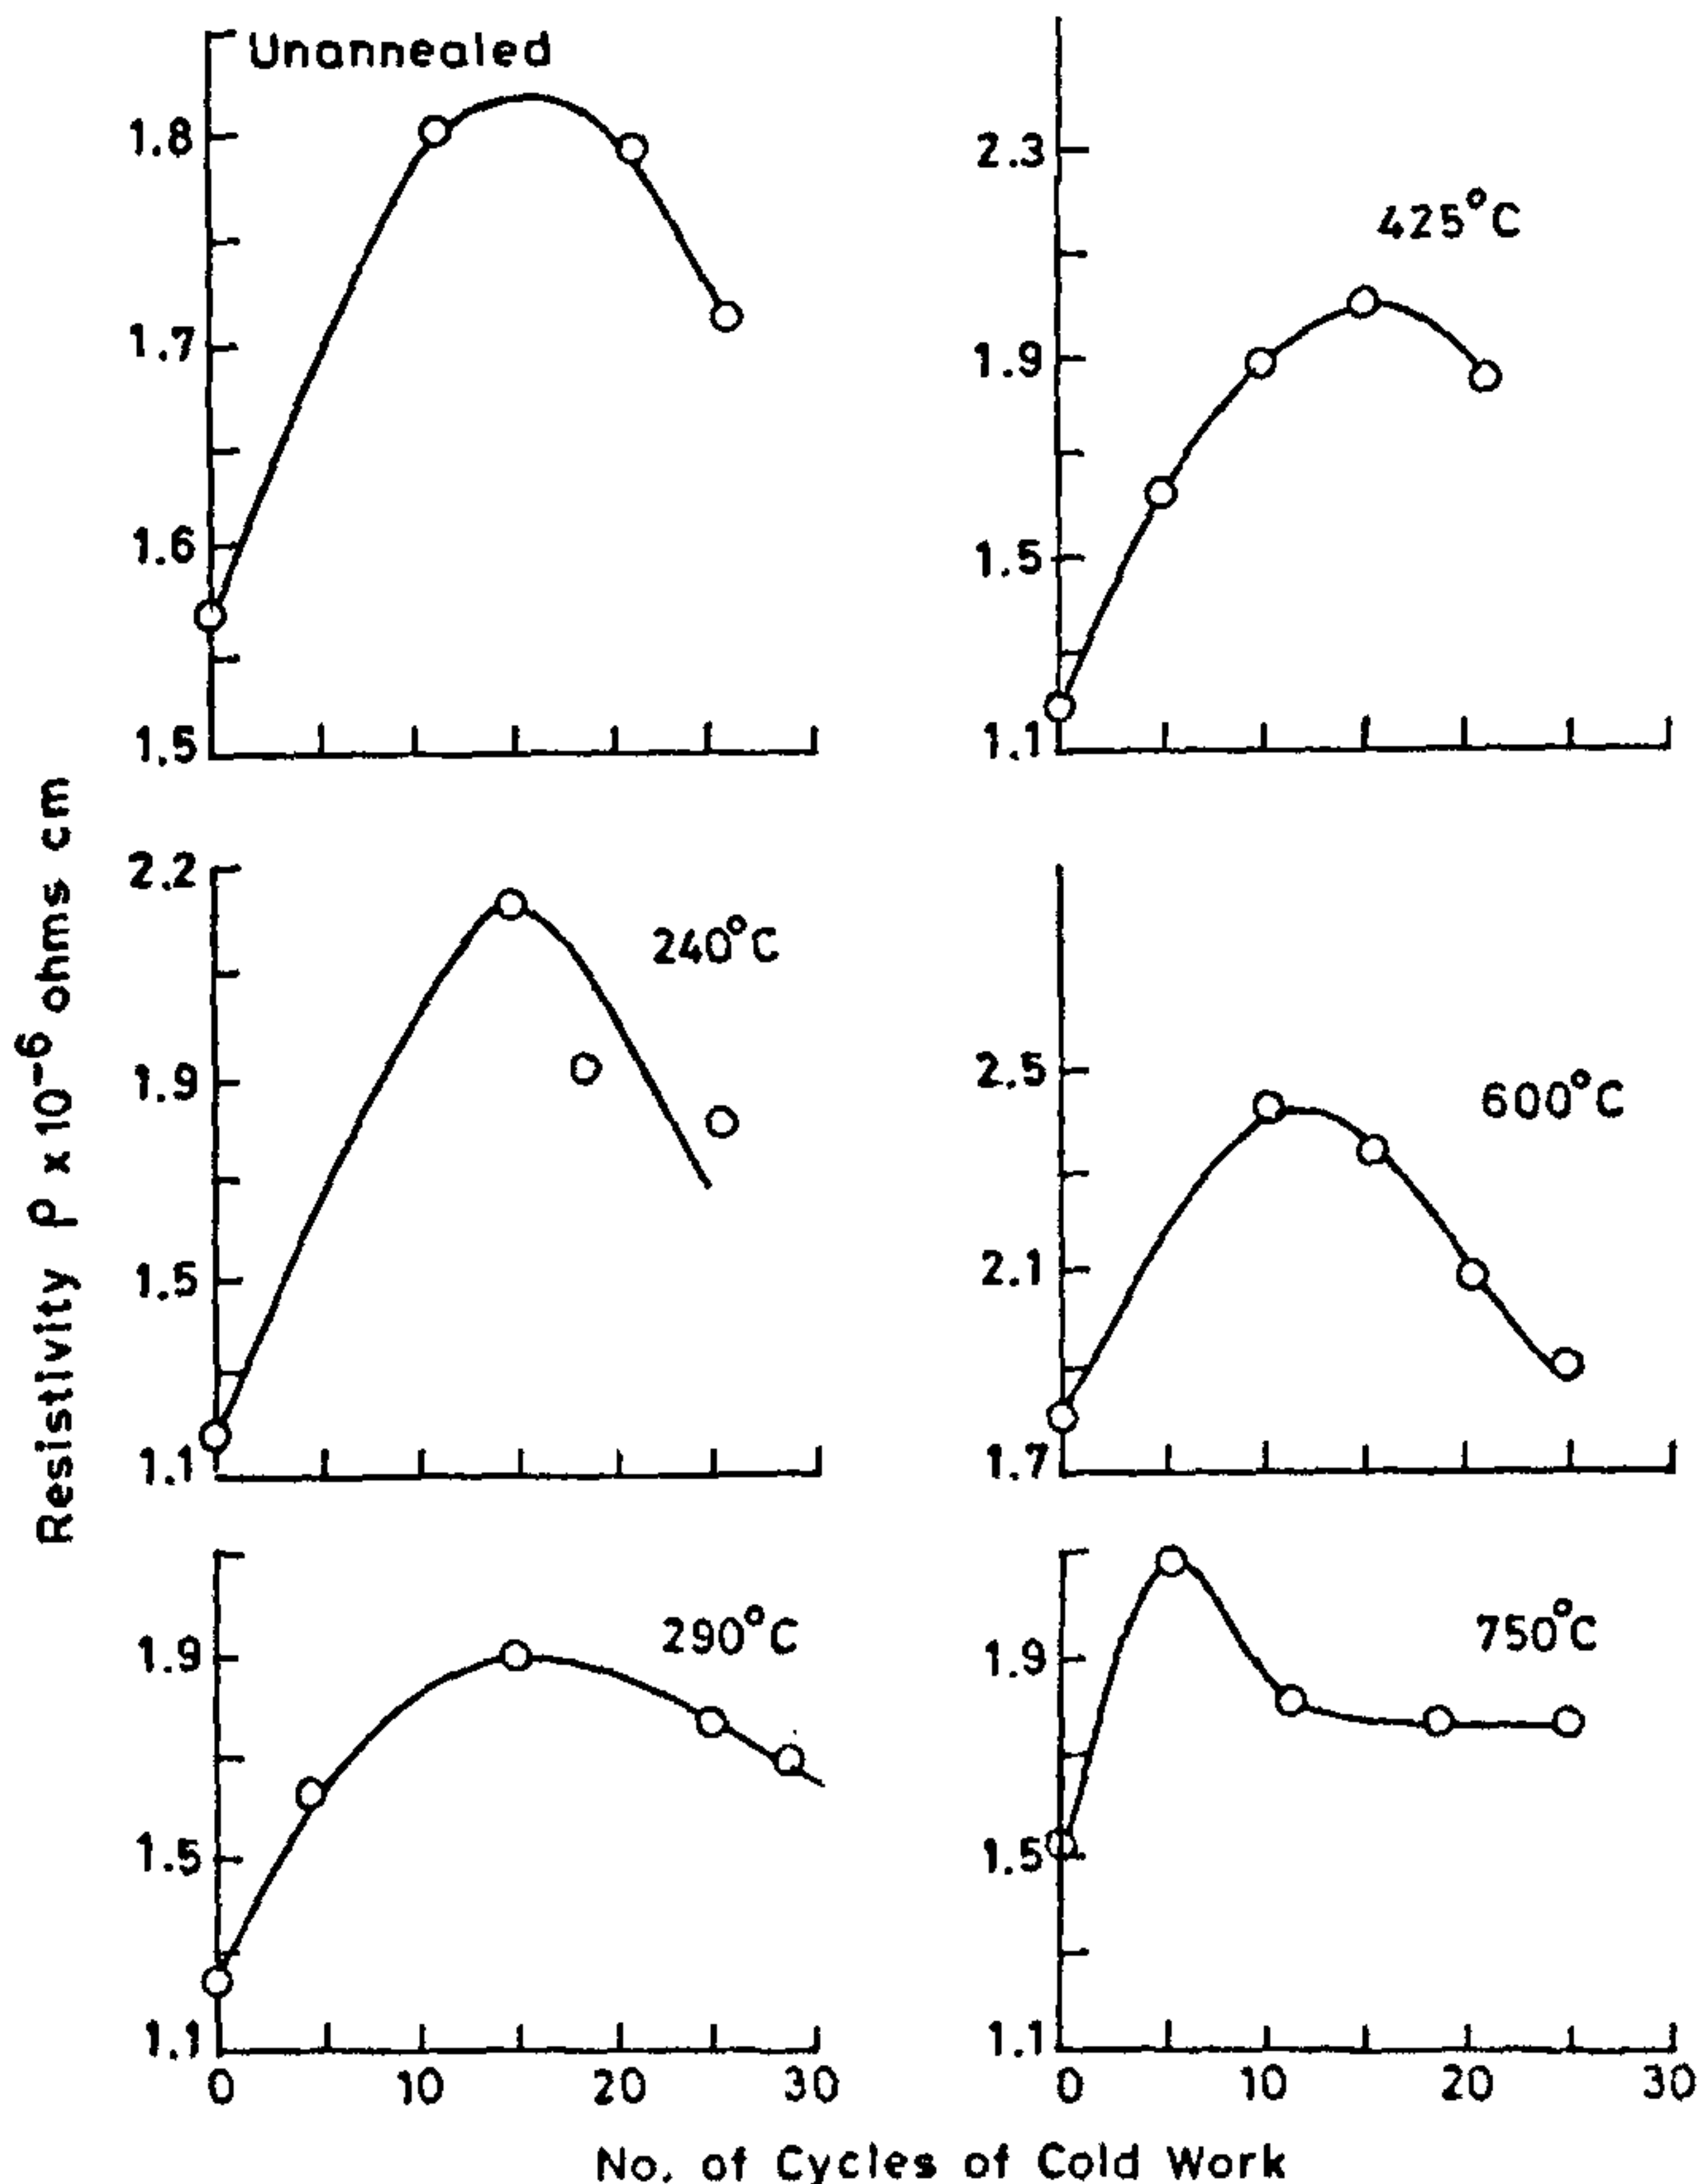 Unannealed
1.8
1.7
1.6
1.5
2.3
425°C
1.9
1.5
1.1
Resistivity ρ x 10⁻⁶ ohms cm
2.2
240°C
1.9
1.5
1.1
2.5
600°C
2.1
1.7
290°C
1.9
1.5
1.1
0 10 20 30
750°C
1.9
1.5
1.1
0 10 20 30
No. of Cycles of Cold Work